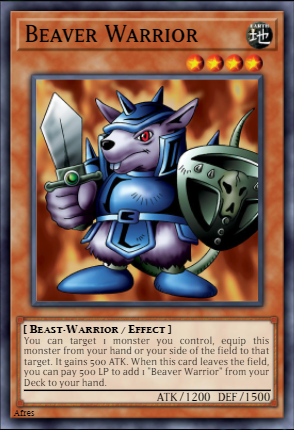 Beaver Warrior
EARTH
地
[ Beast-Warrior / Effect ]
You can target 1 monster you control, equip
this monster from your hand or your side of the field to that
target. It gains 500 ATK. When this card leaves the field,
you can pay 500 LP to add 1 "Beaver Warrior" from your
Deck to your hand.
ATK/1200 DEF/1500
Afres